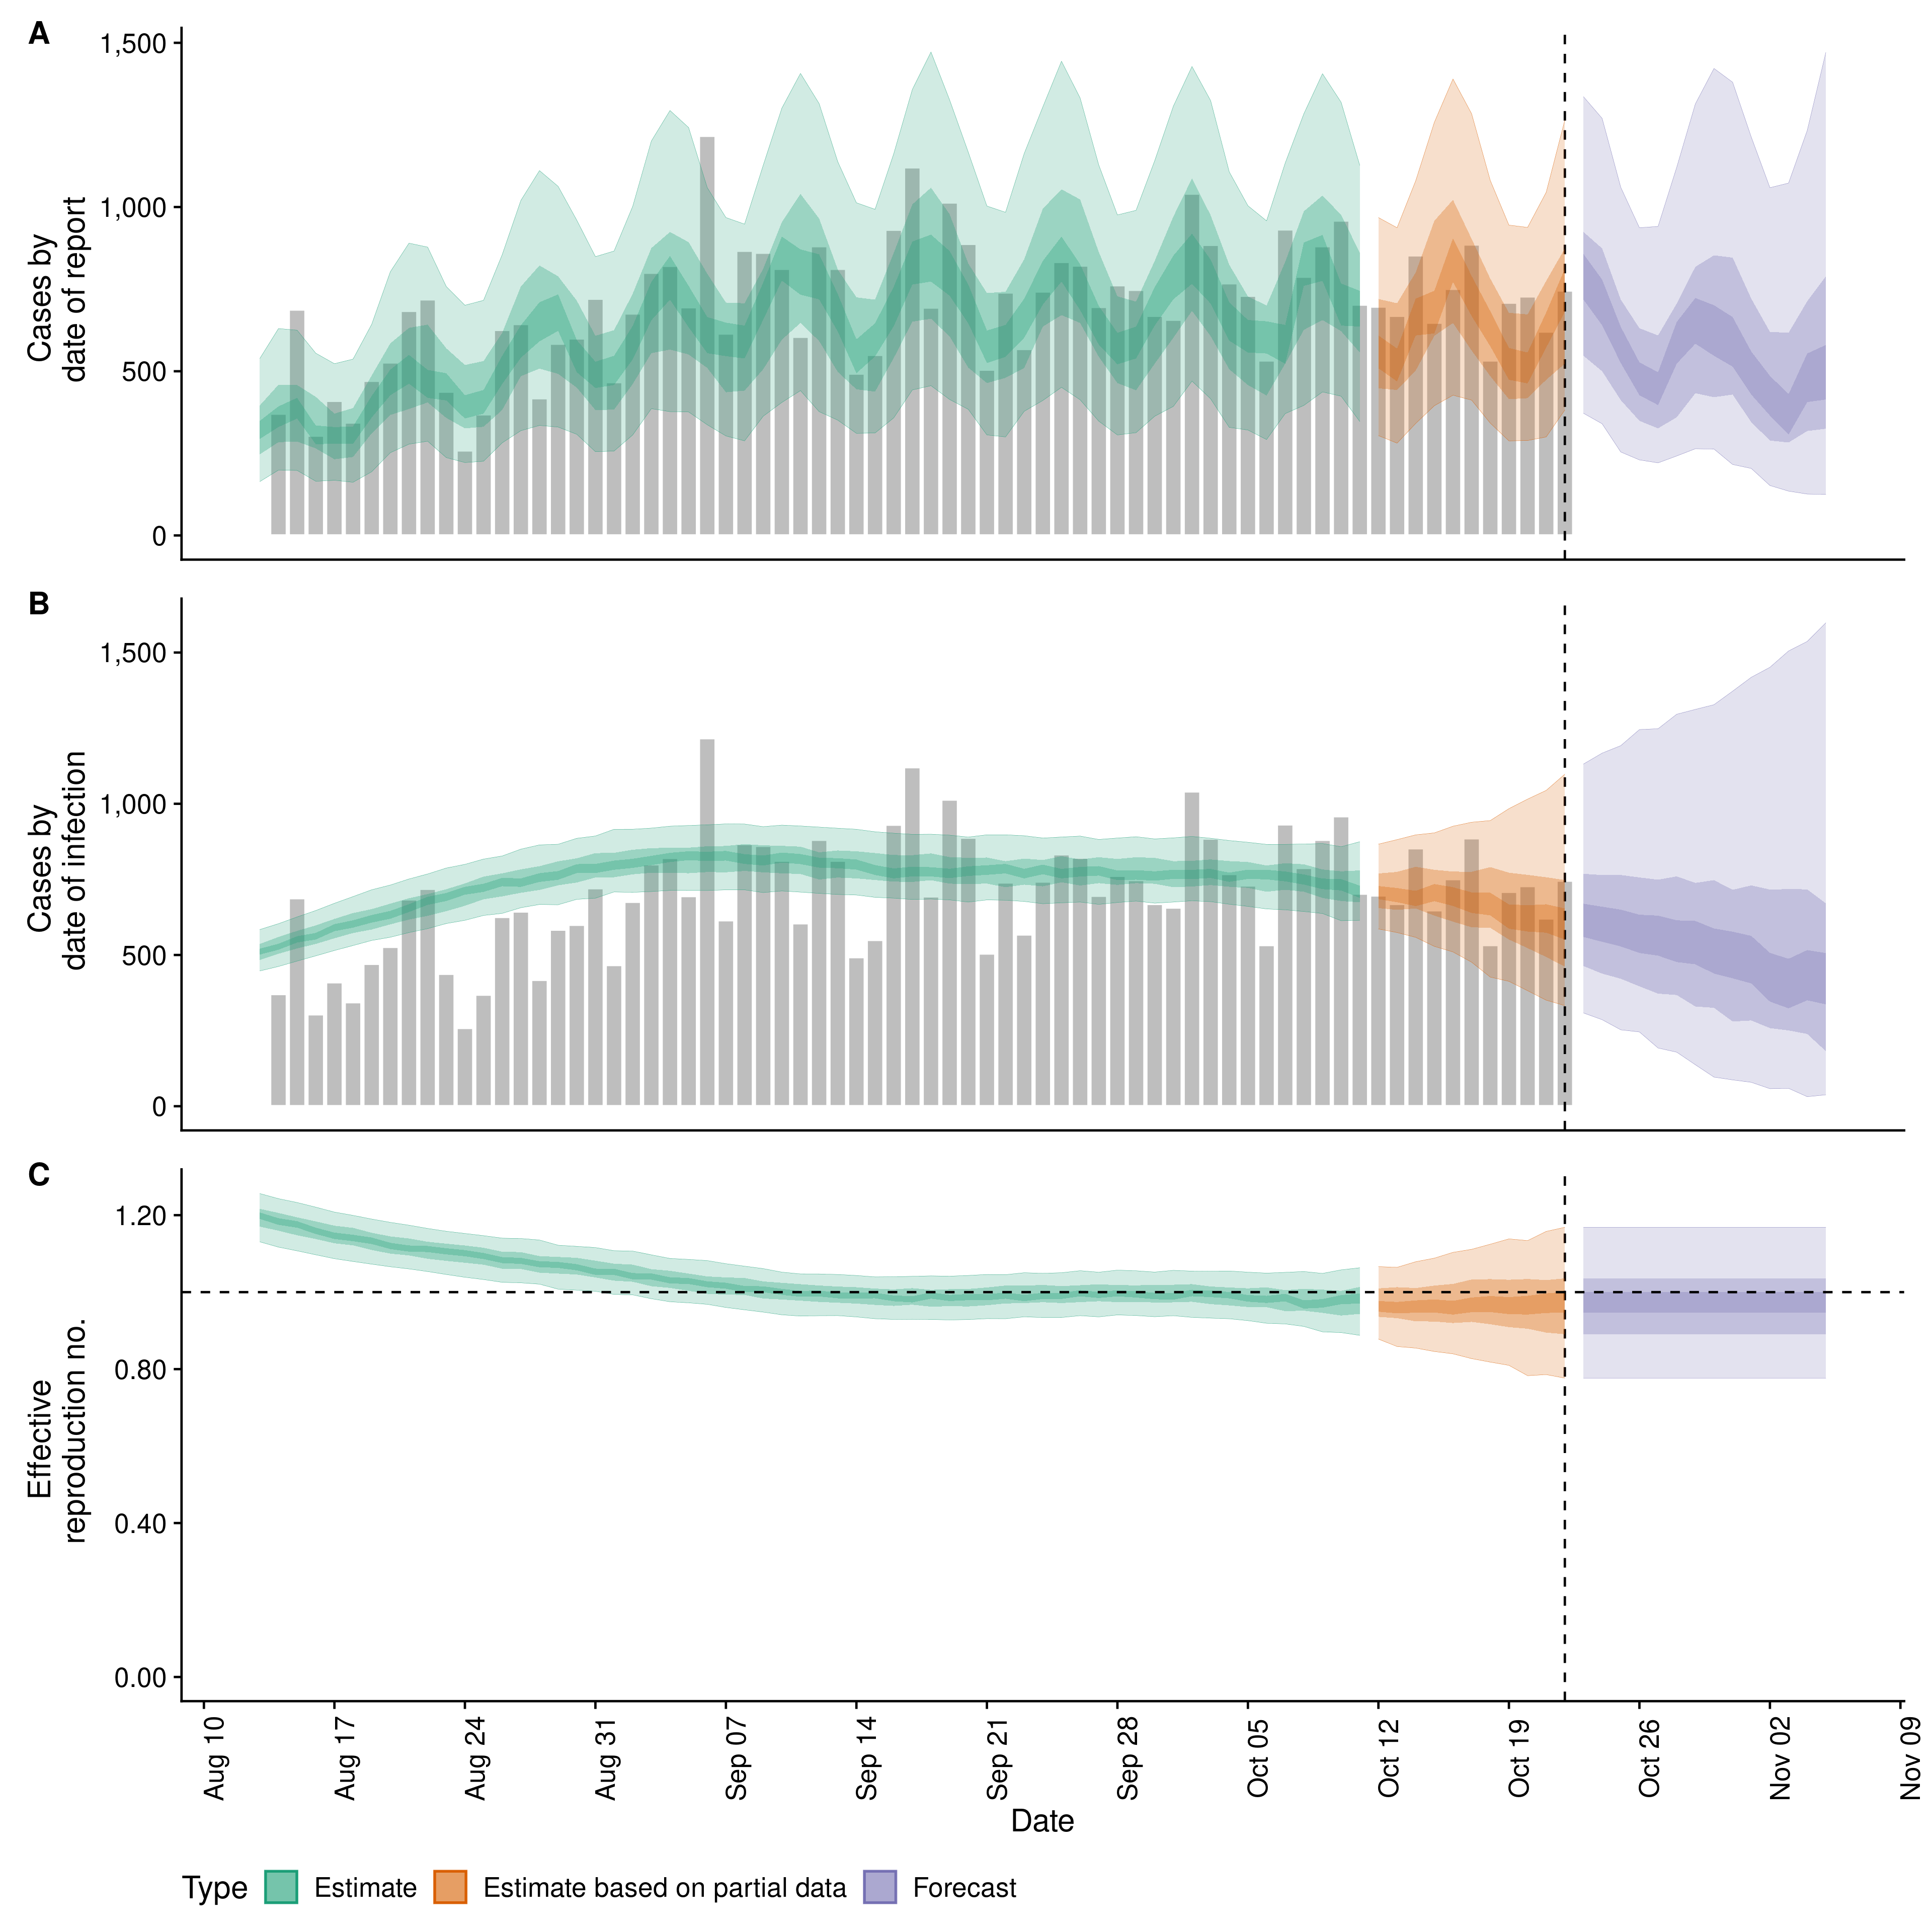 A
Cases by
date of report
1,500
1,000
500
0
B
Cases by
date of infection
1,500
1,000
500
0
C
Effective
reproduction no.
1.20
0.80
0.40
0.00
Aug 10
Aug 17
Aug 24
Aug 31
Sep 07
Sep 14
Sep 21
Sep 28
Oct 05
Oct 12
Oct 19
Oct 26
Nov 02
Nov 09
Date
Type Estimate Estimate based on partial data Forecast